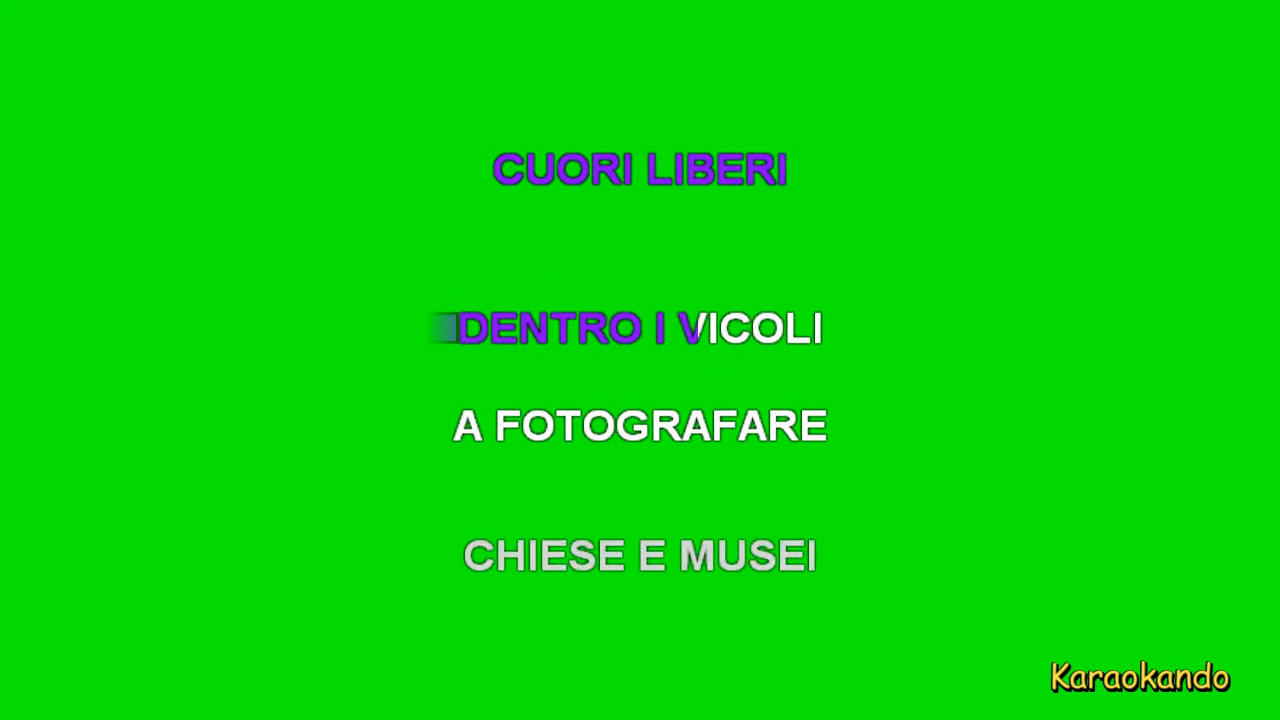 CUORI LIBERI
DENTRO I VICOLI
A FOTOGRAFARE
CHIESE E MUSEI
Karaokando